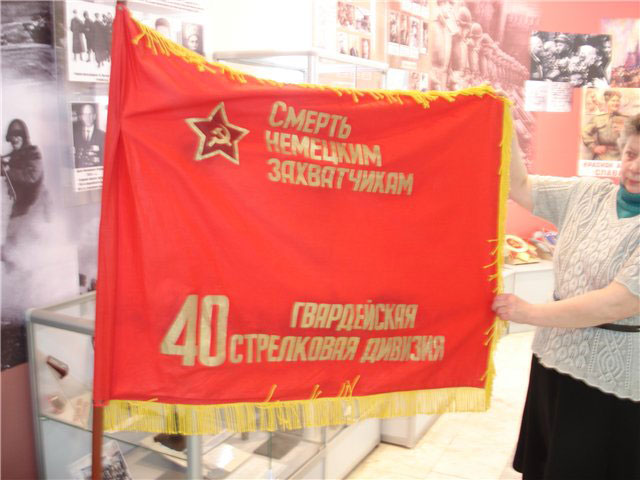 СМЕРТЬ
НЕМЕЦКИМ
ЗАХВАТЧИКАМ
40 ГВАРДЕЙСКАЯ
СТРЕЛКОВАЯ ДИВИЗИЯ